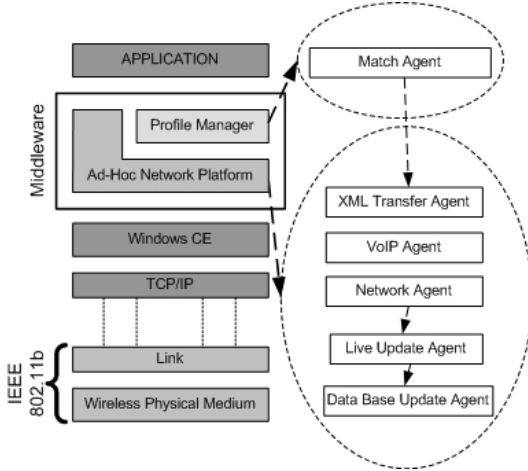 APPLICATION
Middleware
Profile Manager
Ad-Hoc Network Platform
Windows CE
TCP/IP
IEEE
802.11b
Link
Wireless Physical Medium
Match Agent
XML Transfer Agent
VoIP Agent
Network Agent
Live Update Agent
Data Base Update Agent